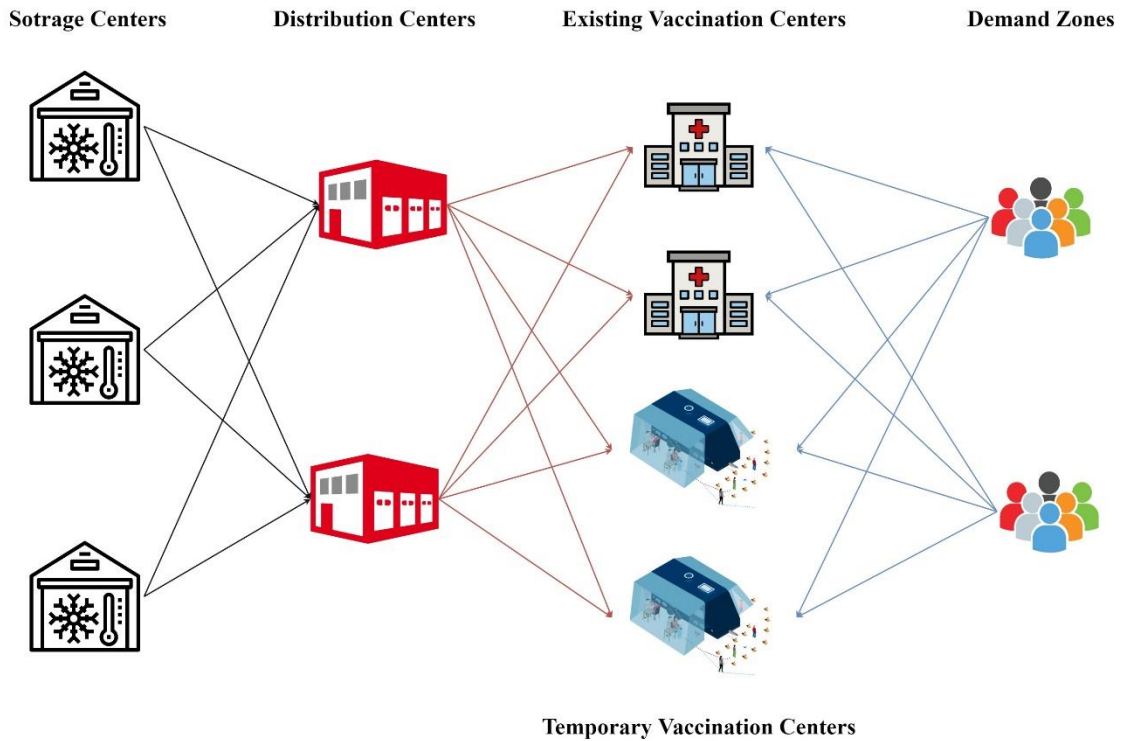 Sotrage Centers
Distribution Centers
Existing Vaccination Centers
Demand Zones
Temporary Vaccination Centers